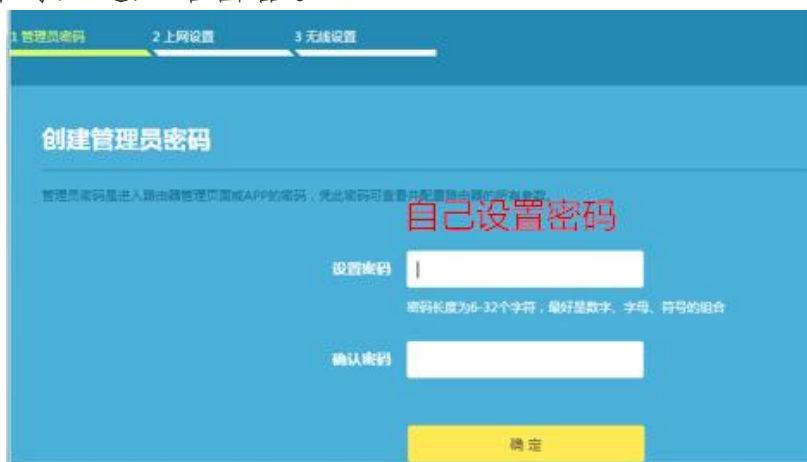 1 管理员密码 2 上网设置 3 无线设置
创建管理员密码
管理员密码是进入路由器管理页面或APP的密码，凭此密码可查看并配置路由器的所有参数。
自己设置密码
设置密码
密码长度为6-32个字符，最好是数字、字母、符号的组合
确认密码
确 定